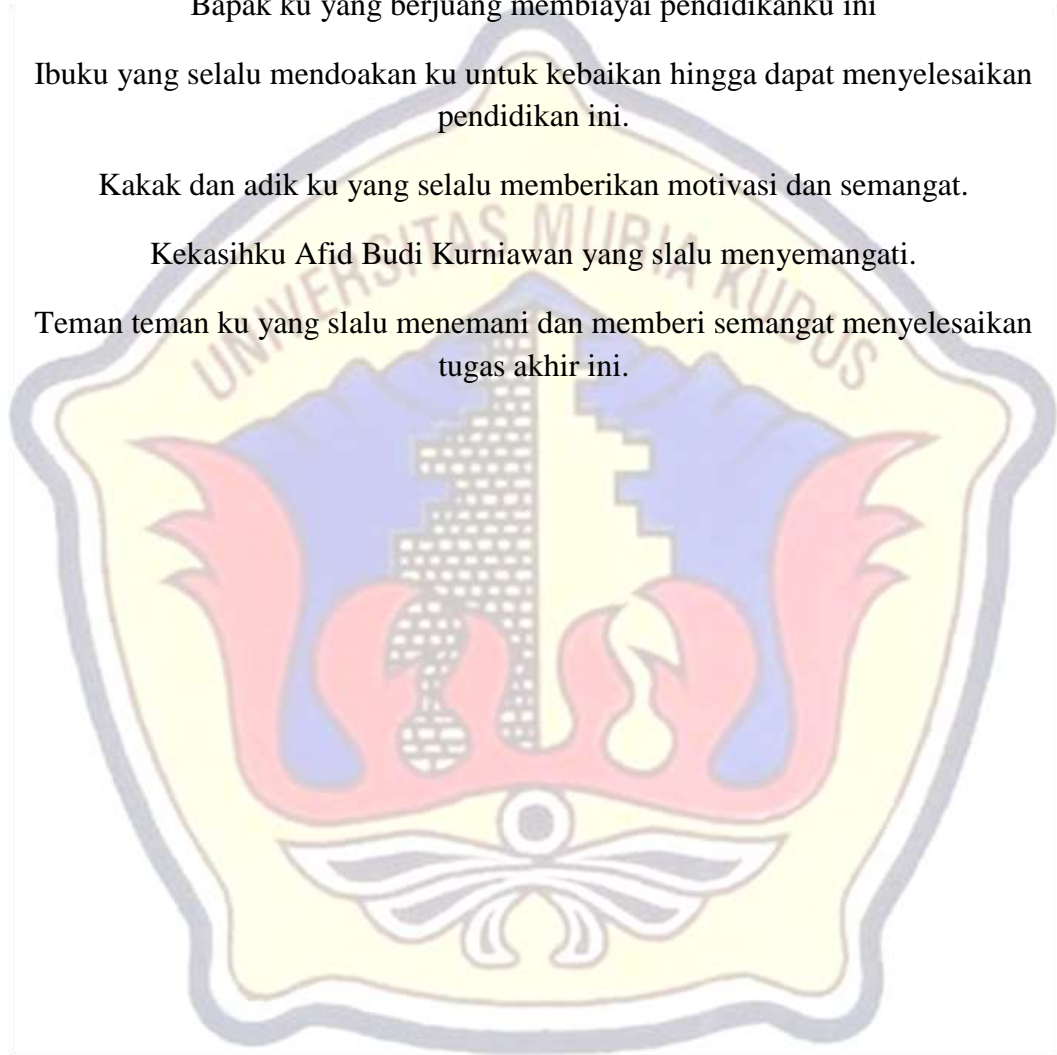 Bapak ku yang berjuang membiayai pendidikanku ini
Ibuku yang selalu mendoakan ku untuk kebaikan hingga dapat menyelesaikan
pendidikan ini.
Kakak dan adik ku yang selalu memberikan motivasi dan semangat.
Kekasihku Afid Budi Kurniawan yang slalu menyemangati.
Teman teman ku yang slalu menemani dan memberi semangat menyelesaikan
tugas akhir ini.
UNIVERSITAS MURIA KUDUS